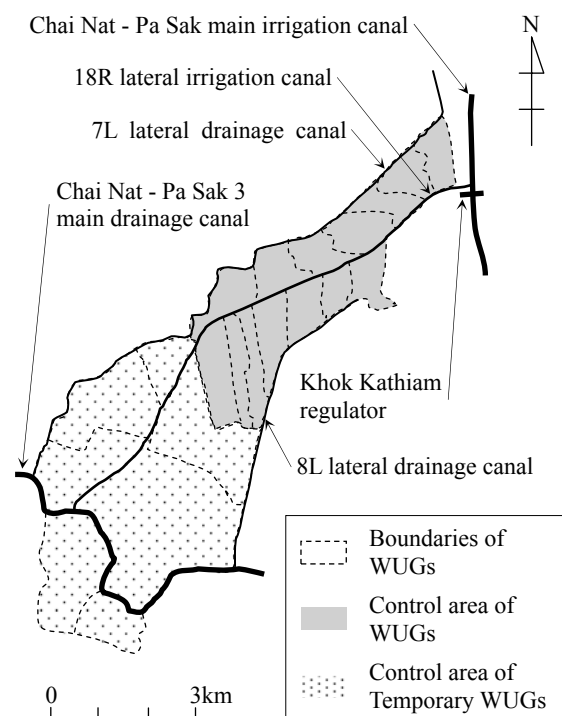 Chai Nat - Pa Sak main irrigation canal
N
18R lateral irrigation canal
7L lateral drainage canal
Chai Nat - Pa Sak 3
main drainage canal
Khok Kathiam
regulator
8L lateral drainage canal
Boundaries of
WUGs
Control area of
WUGs
Control area of
Temporary WUGs
0 3km